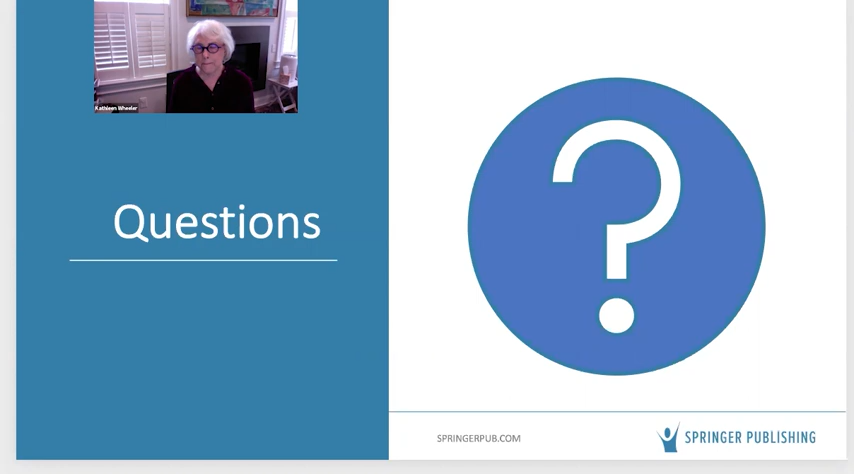 Kathleen Wheeler
Questions
?
SPRINGERPUB.COM
SPRINGER PUBLISHING